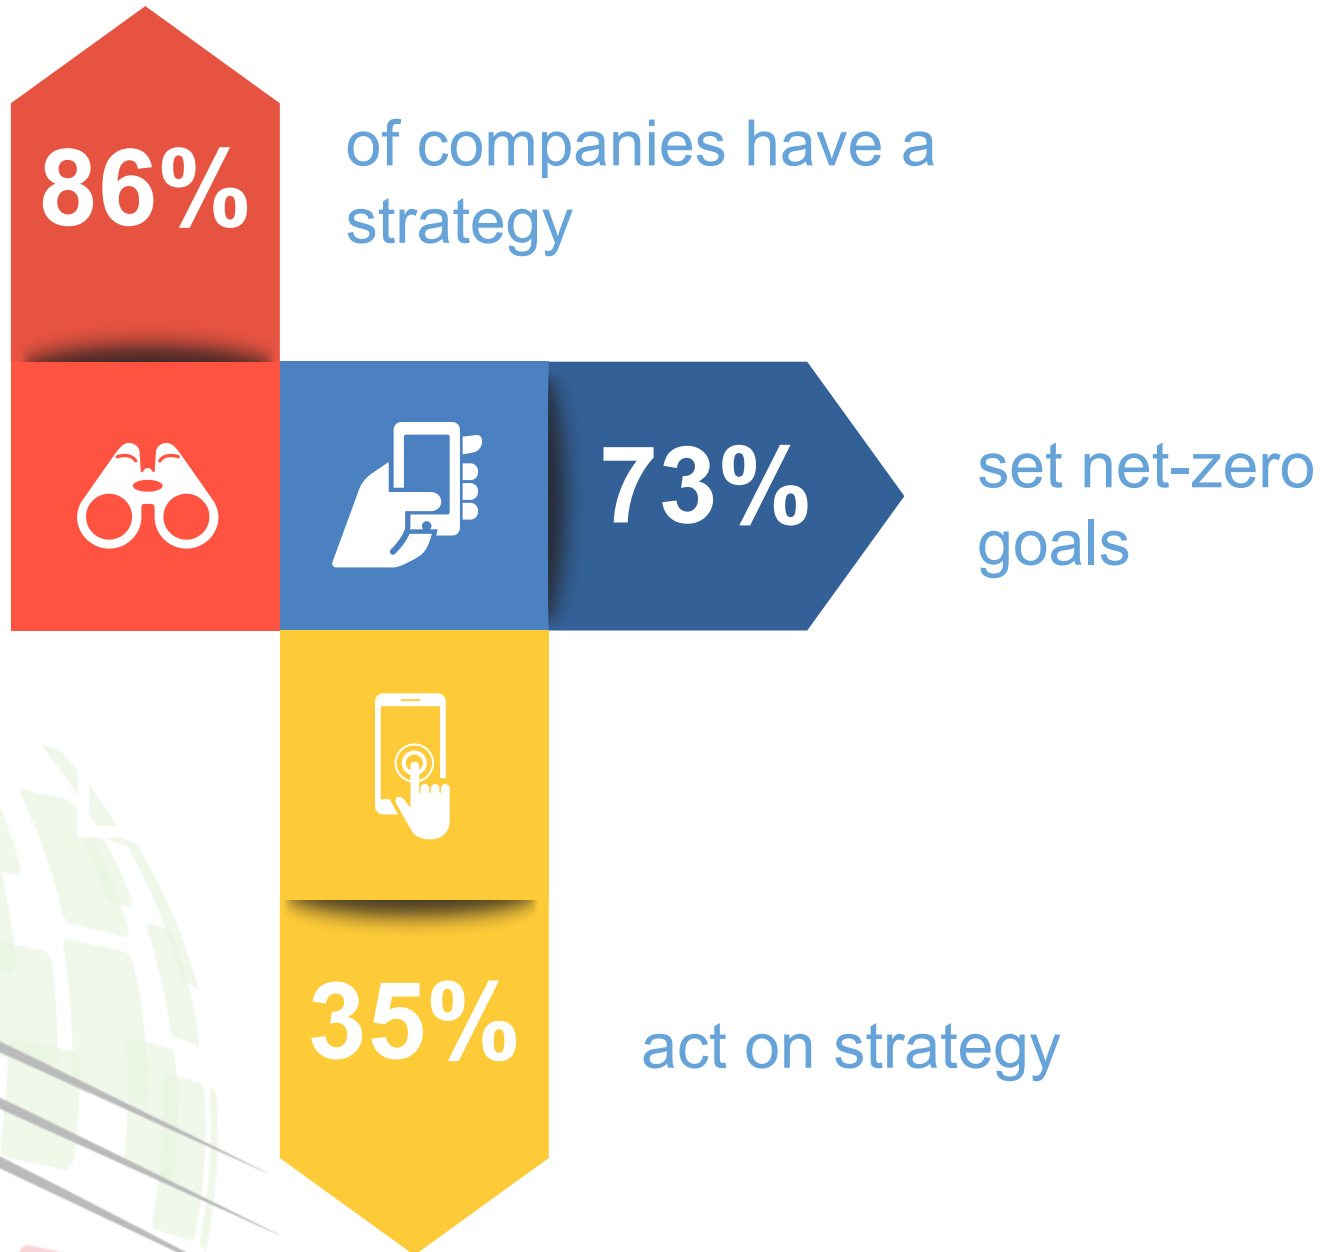 86%
of companies have a
strategy
73%
set net-zero
goals
35%
act on strategy